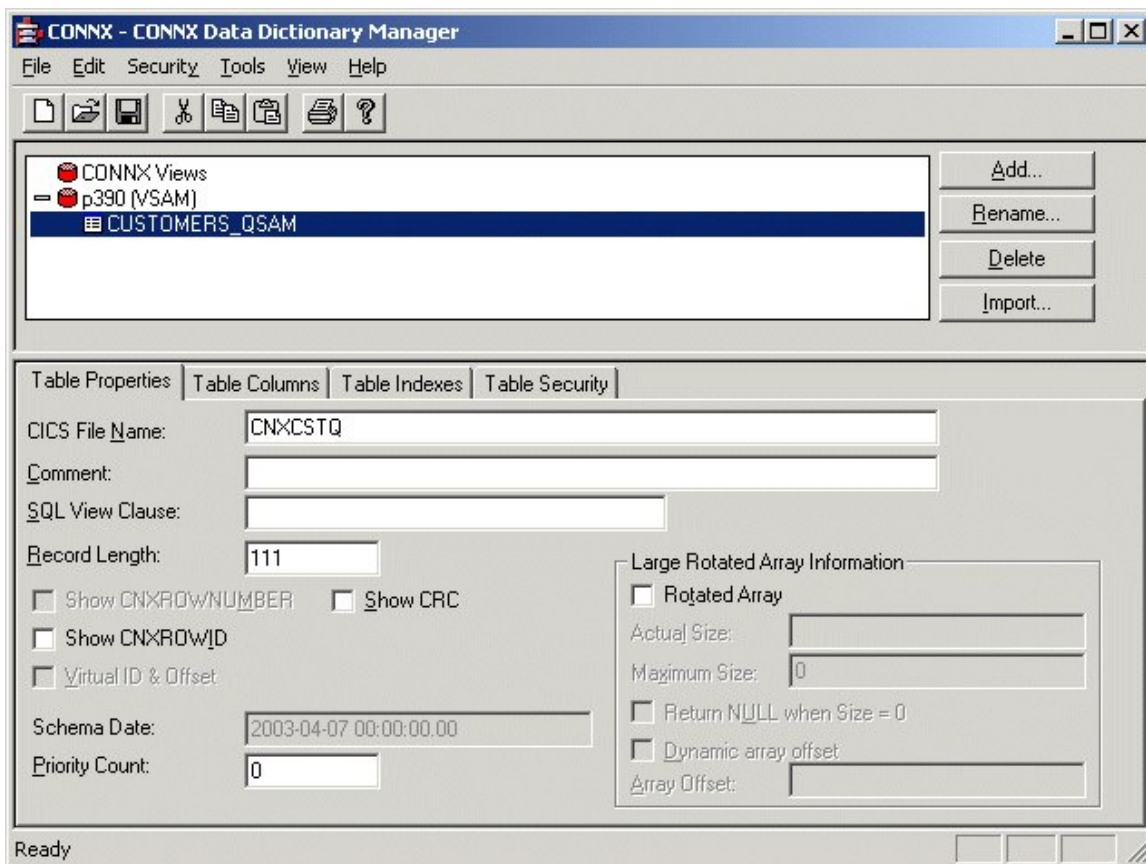 CONNX - CONNX Data Dictionary Manager
File Edit Security Tools View Help
CONNX Views
p390 (VSAM)
CUSTOMERS_QSAM
Add...
Rename...
Delete
Import...
Table Properties Table Columns Table Indexes Table Security
CICS File Name: CNXCSTQ
Comment:
SQL View Clause:
Record Length: 111
Show CNXROWNUMBER Show CRC
Show CNXROWID
Virtual ID & Offset
Schema Date: 2003-04-07 00:00:00.00
Priority Count: 0
Large Rotated Array Information
Rotated Array
Actual Size:
Maximum Size: 0
Return NULL when Size = 0
Dynamic array offset
Array Offset:
Ready